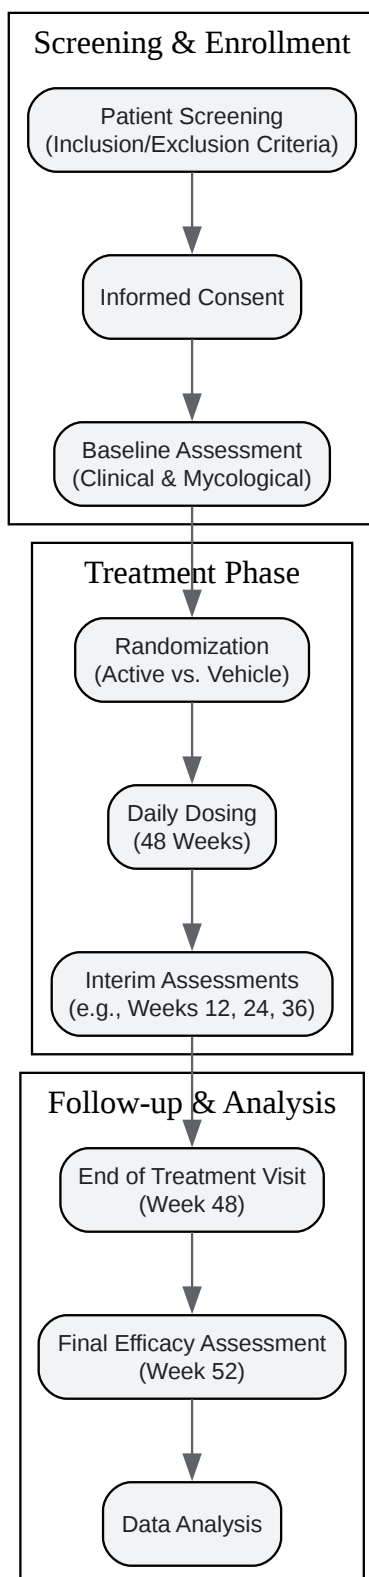 Screening & Enrollment
Patient Screening
(Inclusion/Exclusion Criteria)
Informed Consent
Baseline Assessment
(Clinical & Mycological)
Treatment Phase
Randomization
(Active vs. Vehicle)
Daily Dosing
(48 Weeks)
Interim Assessments
(e.g., Weeks 12, 24, 36)
Follow-up & Analysis
End of Treatment Visit
(Week 48)
Final Efficacy Assessment
(Week 52)
Data Analysis